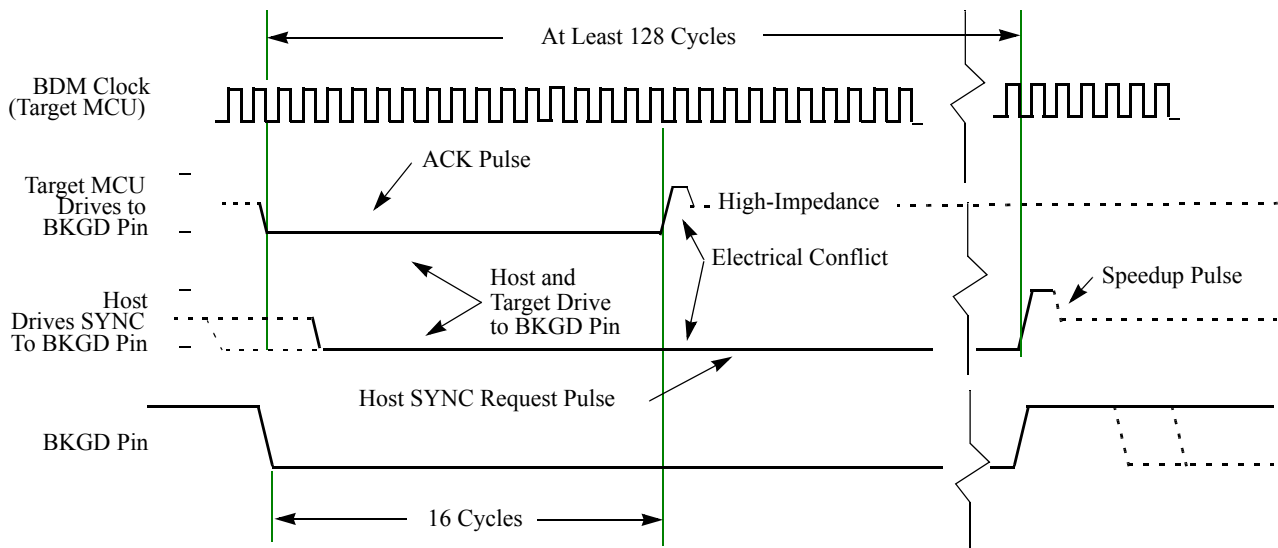 At Least 128 Cycles
BDM Clock
(Target MCU)
ACK Pulse
Target MCU
Drives to
BKGD Pin
High-Impedance
Electrical Conflict
Host and
Target Drive
to BKGD Pin
Speedup Pulse
Host
Drives SYNC
To BKGD Pin
Host SYNC Request Pulse
BKGD Pin
16 Cycles